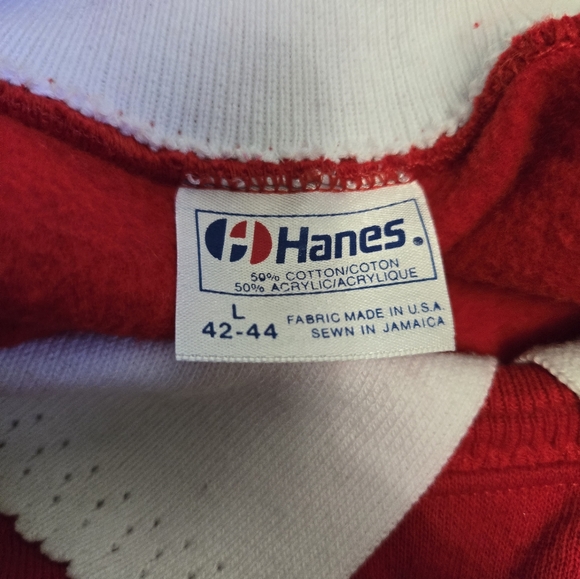 Hanes.
50% COTTON/COTON
50% ACRYLIC/ACRYLIQUE
L
42-44
FABRIC MADE IN U.S.A.
SEWN IN JAMAICA